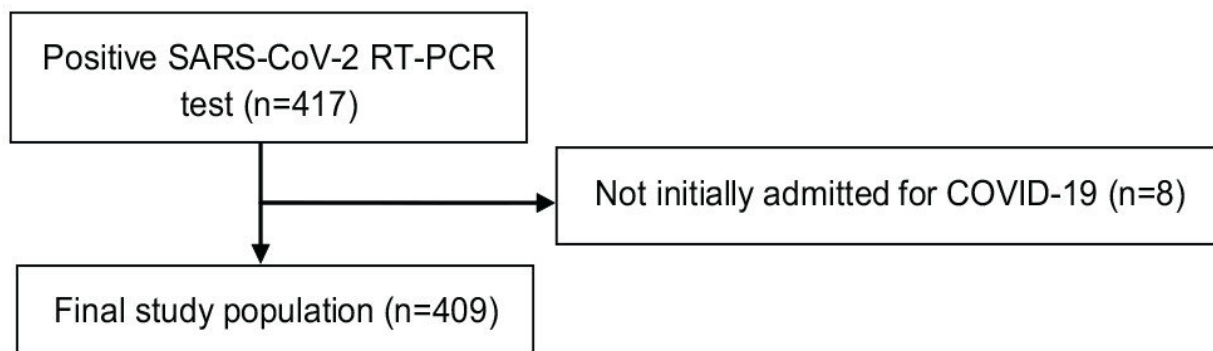 Positive SARS-CoV-2 RT-PCR
test (n=417)
Not initially admitted for COVID-19 (n=8)
Final study population (n=409)